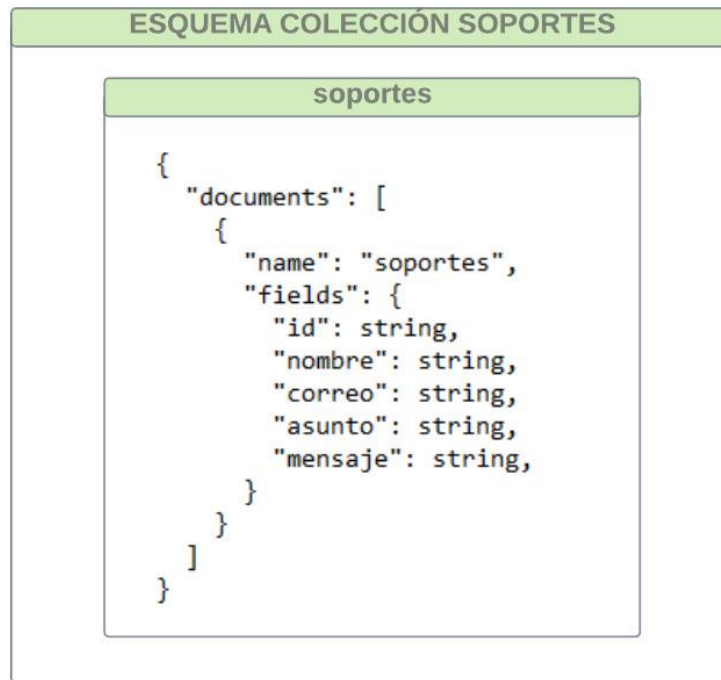 ESQUEMA COLECCIÓN SOPORTES
soportes
{
"documents": [
{
"name": "soportes",
"fields": {
"id": string,
"nombre": string,
"correo": string,
"asunto": string,
"mensaje": string,
}
}
]
}